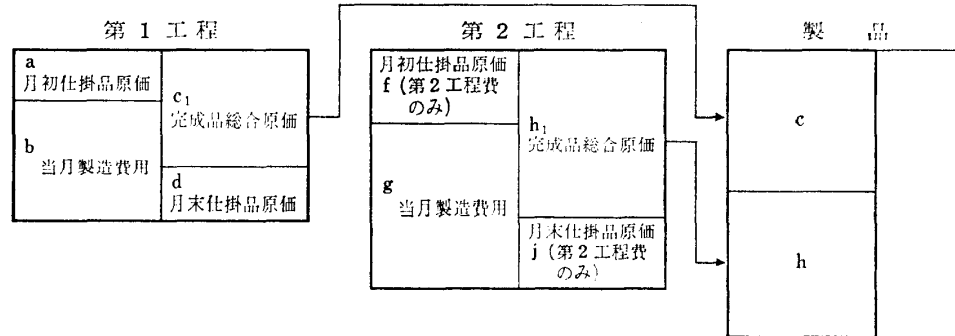 第1工程
第2工程
製品
a
月初仕掛品原価
b
当月製造費用
c₁
完成品総合原価
d
月末仕掛品原価
月初仕掛品原価
f (第2工程費
のみ)
g
当月製造費用
h₁
完成品総合原価
月末仕掛品原価
j (第2工程費
のみ)
c
h